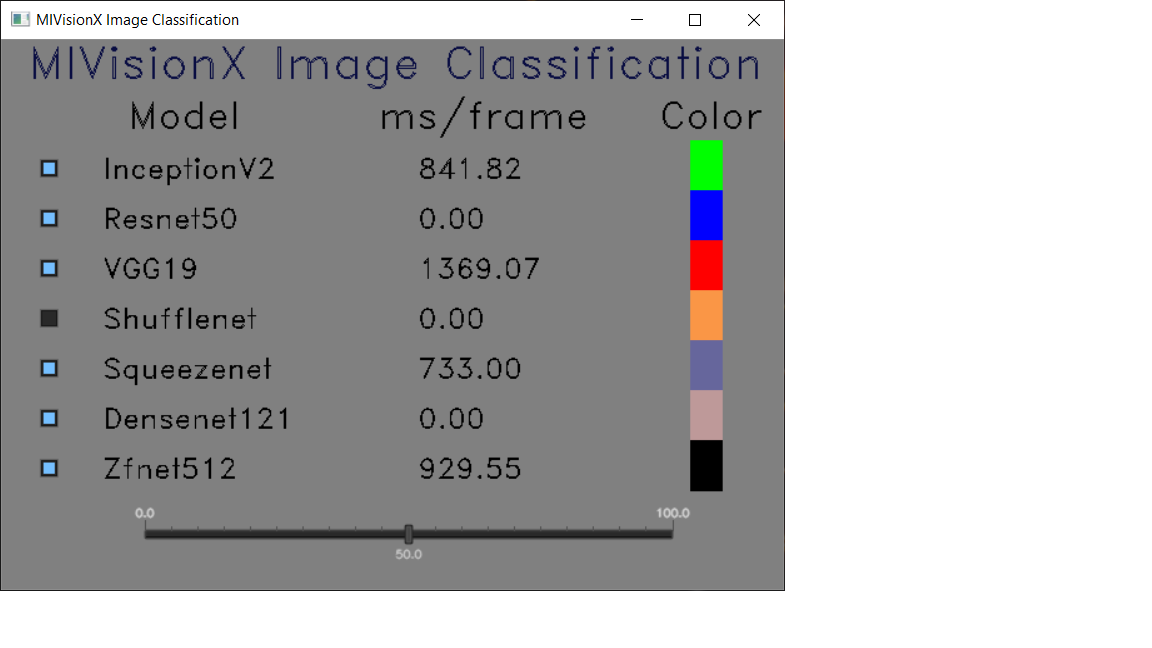 MIVisionX Image Classification
MIVisionX Image Classification
Model ms/frame Color
InceptionV2 841.82
Resnet50 0.00
VGG19 1369.07
Shufflenet 0.00
Squeezenet 733.00
Densenet121 0.00
Zfnet512 929.55
0.0 100.0
50.0